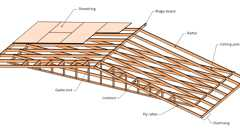 Sheathing
Ridge board
Rafter
Ceiling joist
Gable end
Lookout
Fly rafter
Overhang